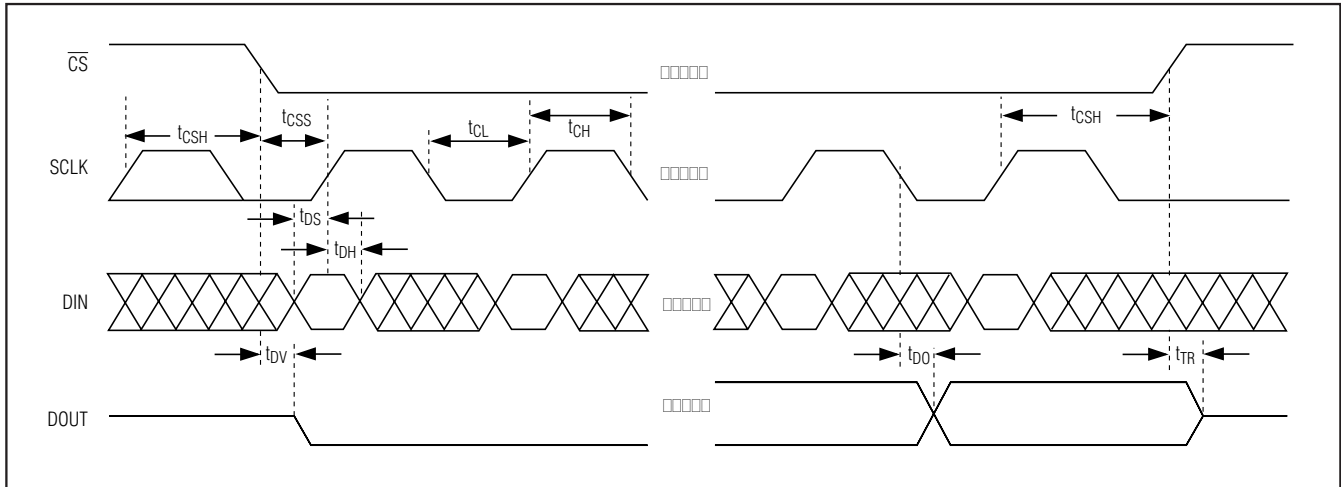 CS
tCSH
tCSS
tCL
tCH
tCSH
SCLK
tDS
tDH
DIN
tDV
tDO
tTR
DOUT